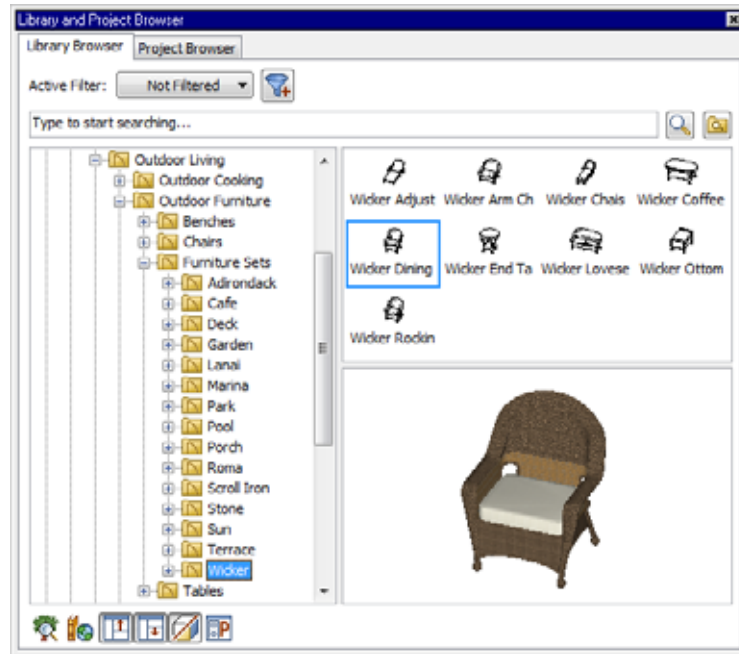 Library and Project Browser
Library Browser
Project Browser
Active Filter:
Not Filtered
Type to start searching...
Outdoor Living
Outdoor Cooking
Outdoor Furniture
Benches
Chairs
Furniture Sets
Adirondack
Cafe
Deck
Garden
Lanai
Marina
Park
Pool
Porch
Roma
Scroll Iron
Stone
Sun
Terrace
Wicker
Tables
Wicker Adjust Wicker Arm Ch Wicker Chais Wicker Coffee
Wicker Dining Wicker End Ta Wicker Lovese Wicker Ottom
Wicker Rockin
P